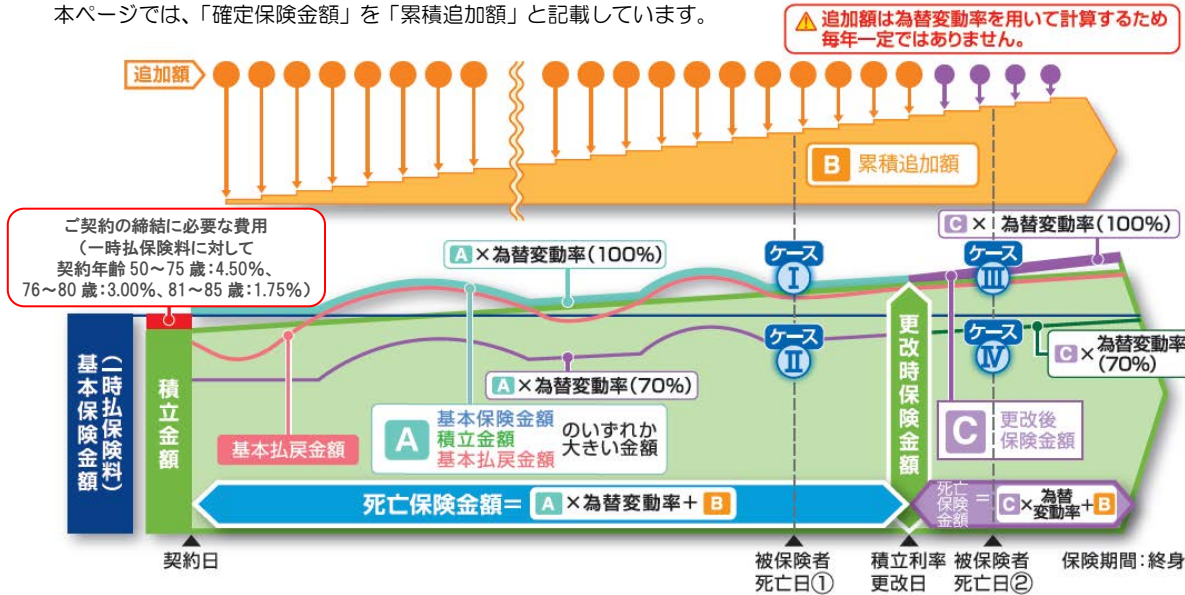 本ページでは、「確定保険金額」を「累積追加額」と記載しています。
追加額は為替変動率を用いて計算するため
毎年一定ではありません。
追加額
B 累積追加額
ご契約の締結に必要な費用
（一時払保険料に対して
契約年齢50～75歳：4.50%、
76～80歳：3.00%、81～85歳：1.75%）
A×為替変動率(100%)
C× 為替変動率(100%)
ケース
I
ケース
III
ケース
II
ケース
IV
A×為替変動率(70%)
C×為替変動率
(70%)
基本保険金額
（一時払保険料）
積立金額
基本払戻金額
A
基本保険金額
積立金額
基本払戻金額
のいずれか
大きい金額
更改時保険金額
C 更改後
保険金額
死亡保険金額＝ A×為替変動率＋B
死亡
保険
金額
＝ C×為替
変動率＋B
契約日
被保険者
死亡日①
積立利率
更改日
被保険者
死亡日②
保険期間：終身